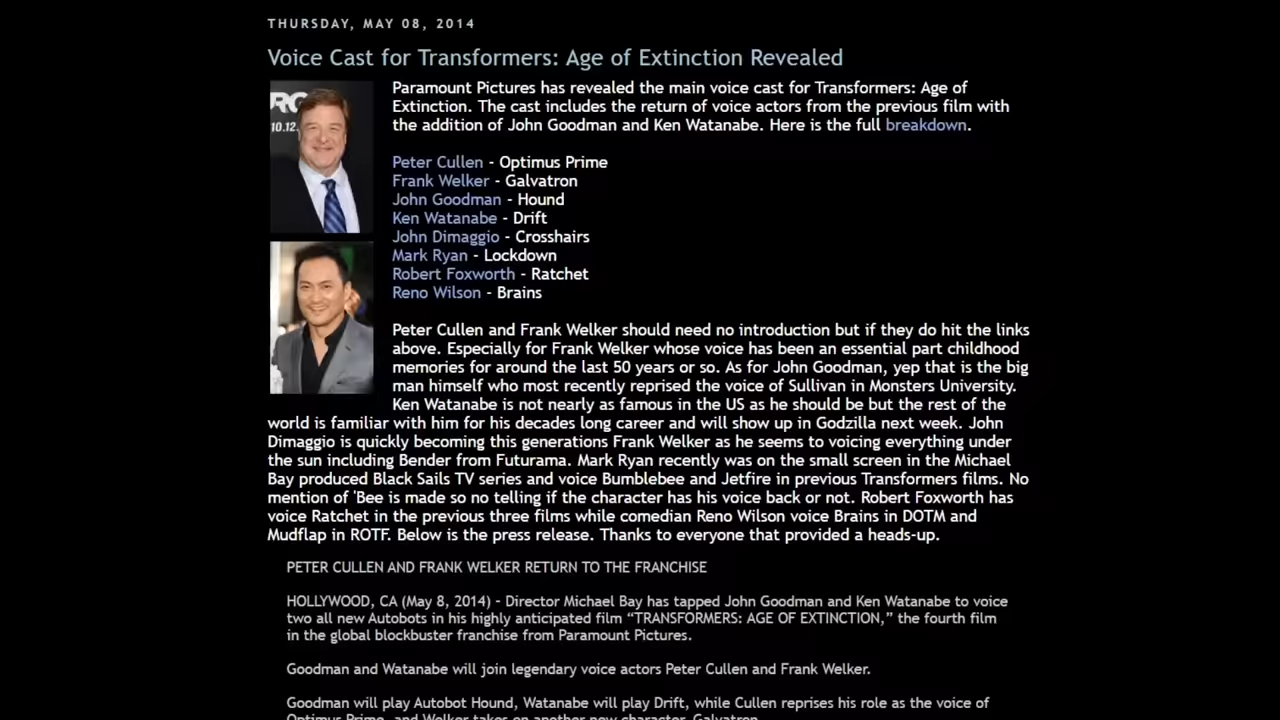 THURSDAY, MAY 08, 2014
Voice Cast for Transformers: Age of Extinction Revealed
RG
10.12.
Paramount Pictures has revealed the main voice cast for Transformers: Age of
Extinction. The cast includes the return of voice actors from the previous film with
the addition of John Goodman and Ken Watanabe. Here is the full breakdown.
Peter Cullen - Optimus Prime
Frank Welker - Galvatron
John Goodman - Hound
Ken Watanabe - Drift
John Dimaggio - Crosshairs
Mark Ryan - Lockdown
Robert Foxworth - Ratchet
Reno Wilson - Brains
Peter Cullen and Frank Welker should need no introduction but if they do hit the links
above. Especially for Frank Welker whose voice has been an essential part childhood
memories for around the last 50 years or so. As for John Goodman, yep that is the big
man himself who most recently reprised the voice of Sullivan in Monsters University.
Ken Watanabe is not nearly as famous in the US as he should be but the rest of the
world is familiar with him for his decades long career and will show up in Godzilla next week. John
Dimaggio is quickly becoming this generations Frank Welker as he seems to voicing everything under
the sun including Bender from Futurama. Mark Ryan recently was on the small screen in the Michael
Bay produced Black Sails TV series and voice Bumblebee and Jetfire in previous Transformers films. No
mention of 'Bee is made so no telling if the character has his voice back or not. Robert Foxworth has
voice Ratchet in the previous three films while comedian Reno Wilson voice Brains in DOTM and
Mudflap in ROTF. Below is the press release. Thanks to everyone that provided a heads-up.
PETER CULLEN AND FRANK WELKER RETURN TO THE FRANCHISE
HOLLYWOOD, CA (May 8, 2014) – Director Michael Bay has tapped John Goodman and Ken Watanabe to voice
two all new Autobots in his highly anticipated film “TRANSFORMERS: AGE OF EXTINCTION,” the fourth film
in the global blockbuster franchise from Paramount Pictures.
Goodman and Watanabe will join legendary voice actors Peter Cullen and Frank Welker.
Goodman will play Autobot Hound, Watanabe will play Drift, while Cullen reprises his role as the voice of
Optimus Prime, and Welker takes on another new character, Galvatron.